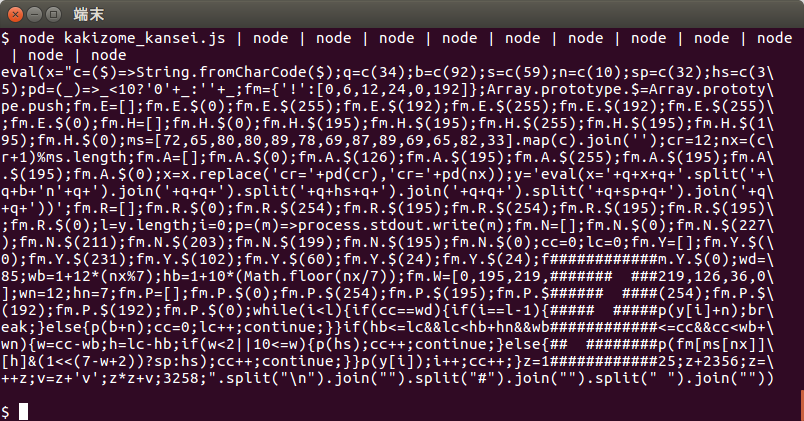 端末
$ node kakizome_kansei.js | node | node | node | node | node | node | node | node | node
 | node | node
eval(x="c=($)=>String.fromCharCode($);q=c(34);b=c(92);s=c(59);n=c(10);sp=c(32);hs=c(3\
5);pd=(_)=>_<10?'0'+_:''+_;fm={'!':[0,6,12,24,0,192]};Array.prototype.$=Array.prototy\
pe.push;fm.E=[];fm.E.$(0);fm.E.$(255);fm.E.$(192);fm.E.$(255);fm.E.$(192);fm.E.$(255)\
;fm.E.$(0);fm.H=[];fm.H.$(0);fm.H.$(195);fm.H.$(195);fm.H.$(255);fm.H.$(195);fm.H.$(1\
95);fm.H.$(0);ms=[72,65,80,80,89,78,69,87,89,69,65,82,33].map(c).join('');cr=12;nx=(c\
r+1)%ms.length;fm.A=[];fm.A.$(0);fm.A.$(126);fm.A.$(195);fm.A.$(255);fm.A.$(195);fm.A\
.$(195);fm.A.$(0);x=x.replace('cr='+pd(cr),'cr='+pd(nx));y='eval(x='+q+x+q+'.split('+\
q+b+'n'+q+').join('+q+q+').split('+q+hs+q+').join('+q+q+').split('+q+sp+q+').join('+q\
+q+'))';fm.R=[];fm.R.$(0);fm.R.$(254);fm.R.$(195);fm.R.$(254);fm.R.$(195);fm.R.$(195)\
;fm.R.$(0);l=y.length;i=0;p=(m)=>process.stdout.write(m);fm.N=[];fm.N.$(0);fm.N.$(227\
);fm.N.$(211);fm.N.$(203);fm.N.$(199);fm.N.$(195);fm.N.$(0);cc=0;lc=0;fm.Y=[];fm.Y.$(\
0);fm.Y.$(231);fm.Y.$(102);fm.Y.$(60);fm.Y.$(24);fm.Y.$(24);f############m.Y.$(0);wd=\
85;wb=1+12*(nx%7);hb=1+10*(Math.floor(nx/7));fm.W=[0,195,219,#######  ###219,126,36,0\
];wn=12;hn=7;fm.P=[];fm.P.$(0);fm.P.$(254);fm.P.$(195);fm.P.$######  ####(254);fm.P.$\
(192);fm.P.$(192);fm.P.$(0);while(i<l){if(cc==wd){if(i==l-1){#####  #####p(y[i]+n);br\
eak;}else{p(b+n);cc=0;lc++;continue;}}if(hb<=lc&&lc<hb+hn&&wb############<=cc&&cc<wb+\
wn){w=cc-wb;h=lc-hb;if(w<2||10<=w){p(hs);cc++;continue;}else{##  ########p(fm[ms[nx]]\
[h]&(1<<(7-w+2))?sp:hs);cc++;continue;}}p(y[i]);i++;cc++;}z=1############25;z+2356;z=\
++z;v=z+'v';z*z+v;3258;".split("\n").join("").split("#").join("").split(" ").join(""))
$